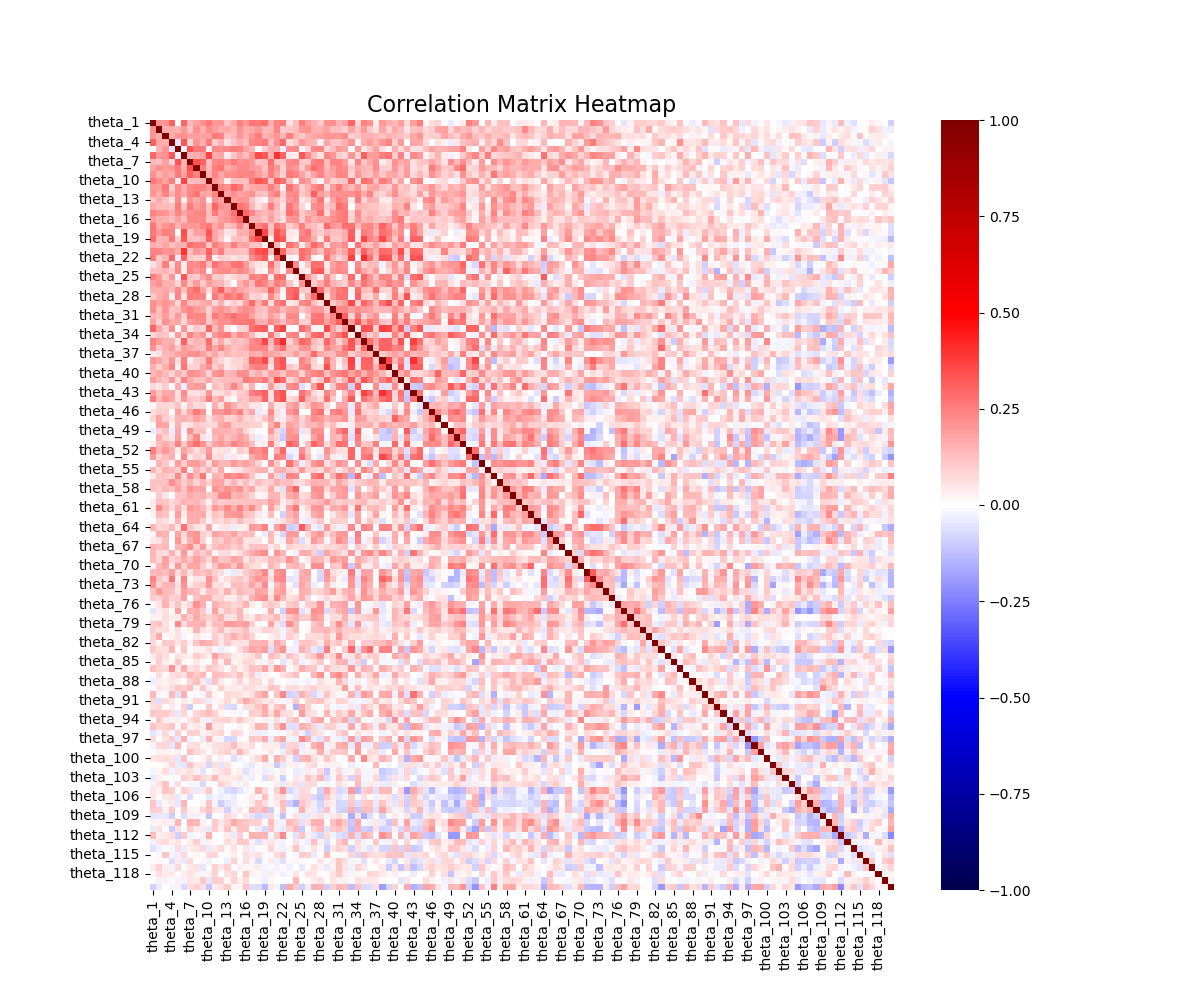 Correlation Matrix Heatmap
theta_1
theta_4
theta_7
theta_10
theta_13
theta_16
theta_19
theta_22
theta_25
theta_28
theta_31
theta_34
theta_37
theta_40
theta_43
theta_46
theta_49
theta_52
theta_55
theta_58
theta_61
theta_64
theta_67
theta_70
theta_73
theta_76
theta_79
theta_82
theta_85
theta_88
theta_91
theta_94
theta_97
theta_100
theta_103
theta_106
theta_109
theta_112
theta_115
theta_118
theta_1
theta_4
theta_7
theta_10
theta_13
theta_16
theta_19
theta_22
theta_25
theta_28
theta_31
theta_34
theta_37
theta_40
theta_43
theta_46
theta_49
theta_52
theta_55
theta_58
theta_61
theta_64
theta_67
theta_70
theta_73
theta_76
theta_79
theta_82
theta_85
theta_88
theta_91
theta_94
theta_97
theta_100
theta_103
theta_106
theta_109
theta_112
theta_115
theta_118
1.00
0.75
0.50
0.25
0.00
−0.25
−0.50
−0.75
−1.00